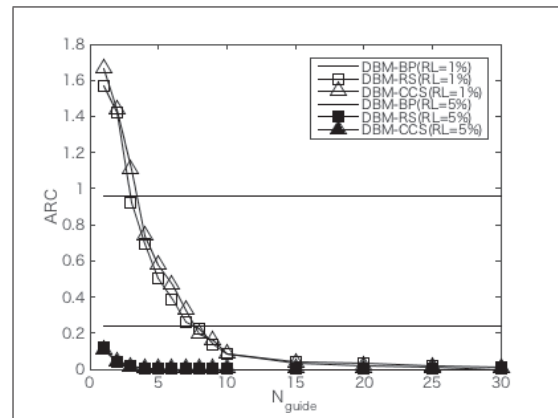 1.8
1.6
1.4
1.2
1
0.8
0.6
0.4
0.2
0
ARC
DBM-BP(RL=1%)
DBM-RS(RL=1%)
DBM-CCS(RL=1%)
DBM-BP(RL=5%)
DBM-RS(RL=5%)
DBM-CCS(RL=5%)
0 5 10 15 20 25 30
N_guide